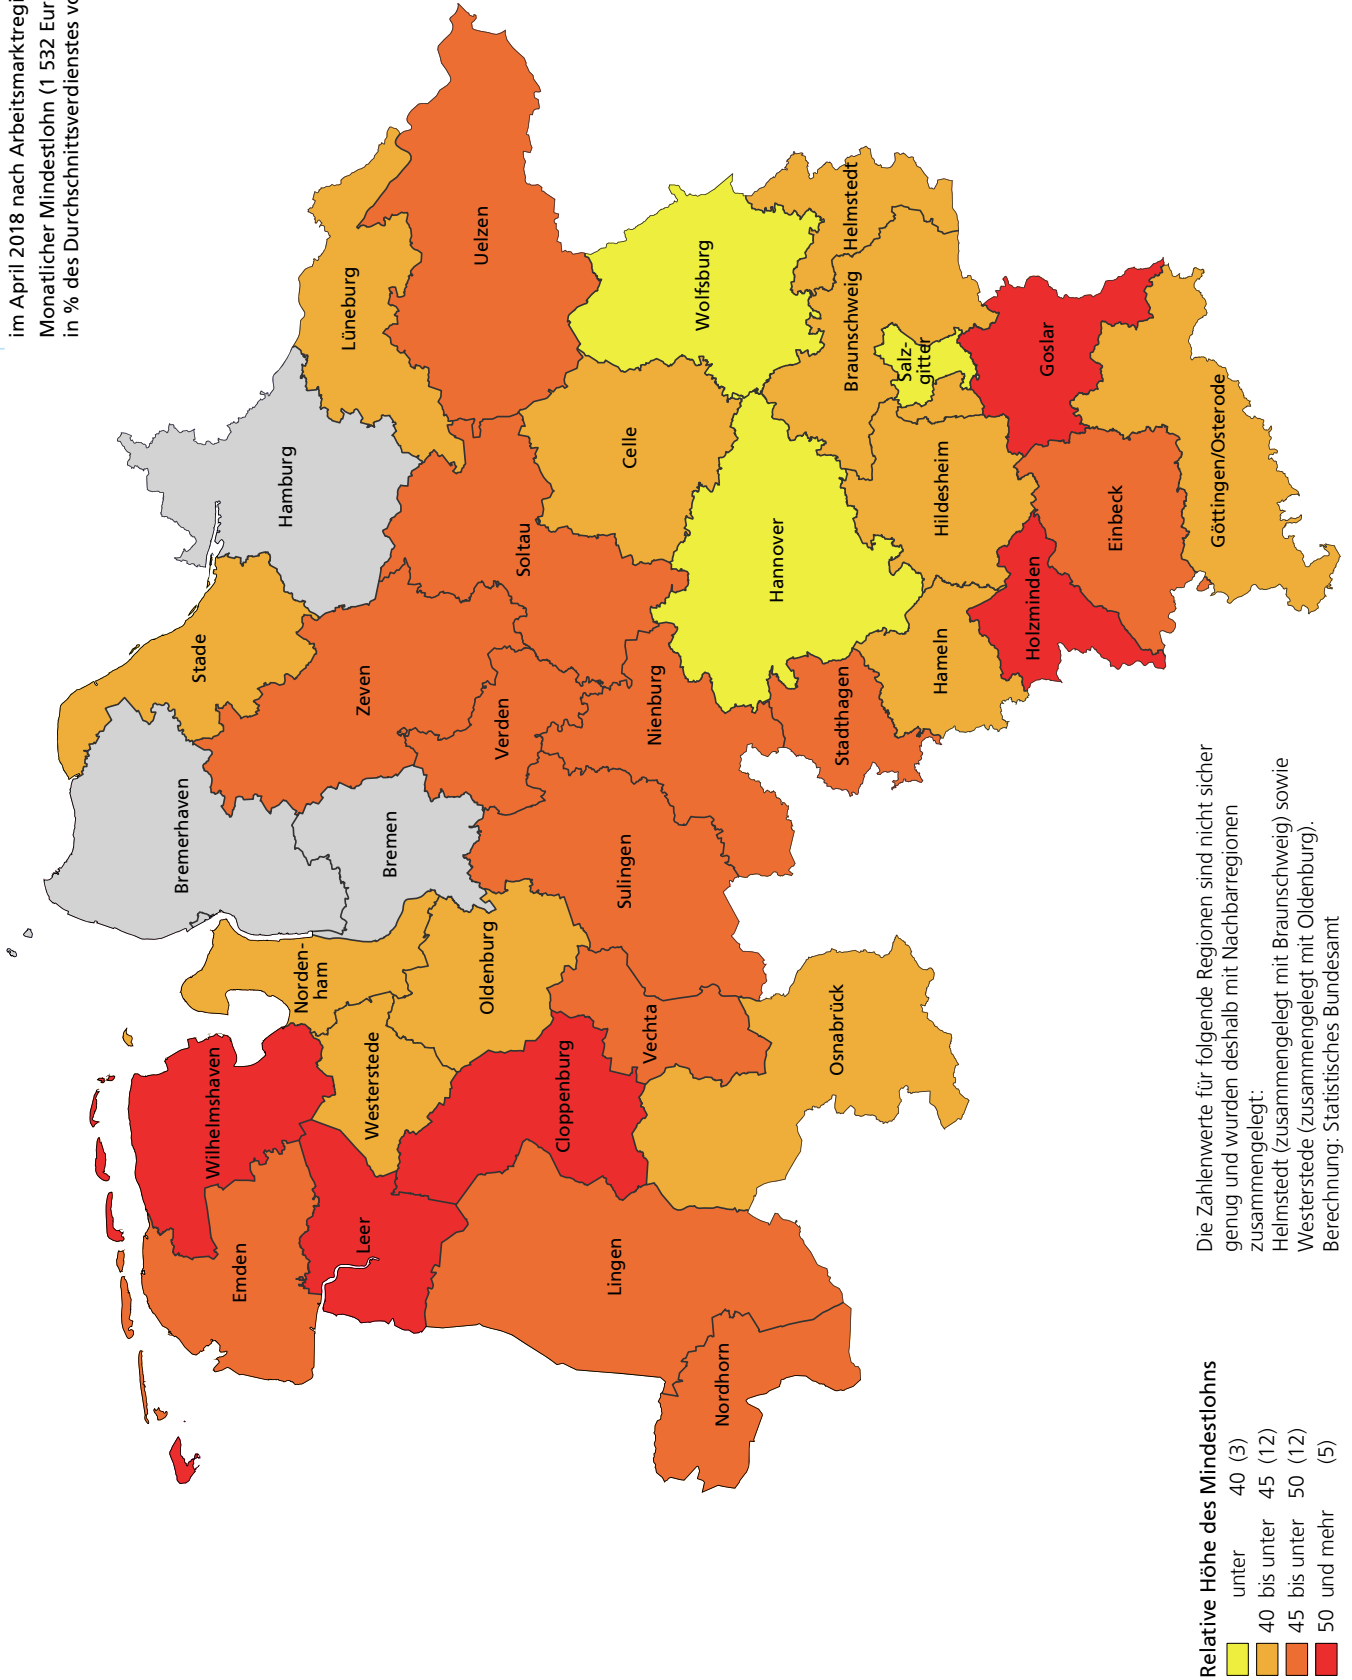 im April 2018 nach Arbeitsmarktregi
Monatlicher Mindestlohn (1 532 Eur
in % des Durchschnittsverdienstes vo
Hamburg
Lüneburg
Uelzen
Stade
Bremerhaven
Zeven
Soltau
Celle
Wolfsburg
Bremen
Verden
Norden-
ham
Wilhelmshaven
Emden
Leer
Westerstede
Oldenburg
Cloppenburg
Vechta
Sulingen
Nienburg
Hannover
Braunschweig
Helmstedt
Salz-
gitter
Goslar
Hildesheim
Stadthagen
Hameln
Holzminden
Einbeck
Göttingen/Osterode
Osnabrück
Lingen
Nordhorn
Relative Höhe des Mindestlohns
unter 40 (3)
40 bis unter 45 (12)
45 bis unter 50 (12)
50 und mehr (5)
Die Zahlenwerte für folgende Regionen sind nicht sicher
genug und wurden deshalb mit Nachbarregionen
zusammengelegt:
Helmstedt (zusammengelegt mit Braunschweig) sowie
Westerstede (zusammengelegt mit Oldenburg).
Berechnung: Statistisches Bundesamt